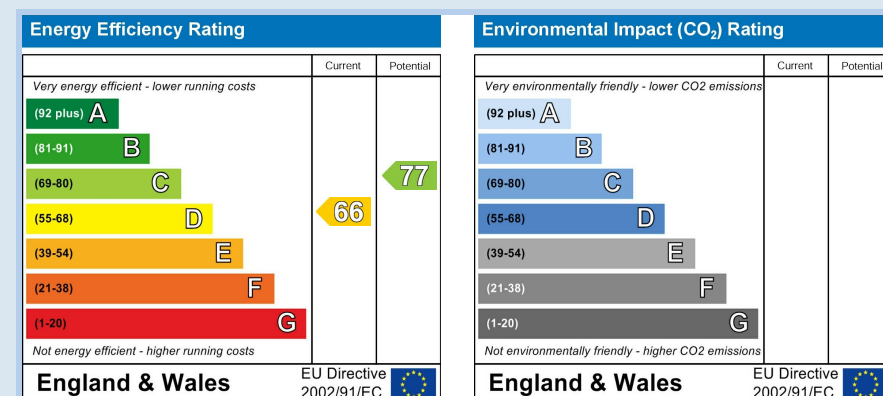 Energy Efficiency Rating
Current Potential
Very energy efficient - lower running costs
(92 plus) A
(81-91) B
(69-80) C
77
(55-68) D
66
(39-54) E
(21-38) F
(1-20) G
Not energy efficient - higher running costs
England & Wales
EU Directive
2002/91/EC
Environmental Impact (CO₂) Rating
Current Potential
Very environmentally friendly - lower CO2 emissions
(92 plus) A
(81-91) B
(69-80) C
(55-68) D
(39-54) E
(21-38) F
(1-20) G
Not environmentally friendly - higher CO2 emissions
England & Wales
EU Directive
2002/91/EC